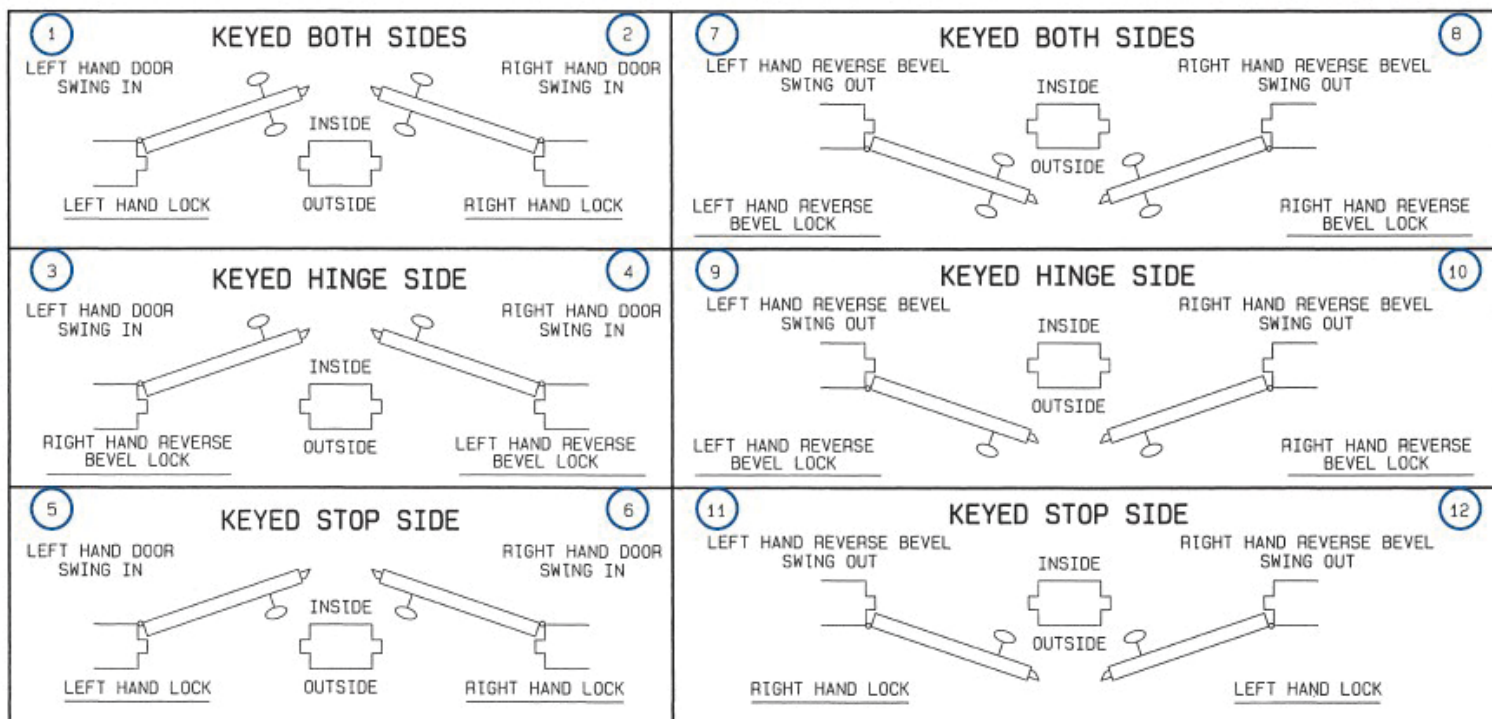 1
KEYED BOTH SIDES
2
LEFT HAND DOOR
SWING IN
RIGHT HAND DOOR
SWING IN
INSIDE
OUTSIDE
LEFT HAND LOCK
RIGHT HAND LOCK
7
KEYED BOTH SIDES
8
LEFT HAND REVERSE BEVEL
SWING OUT
RIGHT HAND REVERSE BEVEL
SWING OUT
INSIDE
OUTSIDE
LEFT HAND REVERSE
BEVEL LOCK
RIGHT HAND REVERSE
BEVEL LOCK
3
KEYED HINGE SIDE
4
LEFT HAND DOOR
SWING IN
RIGHT HAND DOOR
SWING IN
INSIDE
OUTSIDE
RIGHT HAND REVERSE
BEVEL LOCK
LEFT HAND REVERSE
BEVEL LOCK
9
KEYED HINGE SIDE
10
LEFT HAND REVERSE BEVEL
SWING OUT
RIGHT HAND REVERSE BEVEL
SWING OUT
INSIDE
OUTSIDE
LEFT HAND REVERSE
BEVEL LOCK
RIGHT HAND REVERSE
BEVEL LOCK
5
KEYED STOP SIDE
6
LEFT HAND DOOR
SWING IN
RIGHT HAND DOOR
SWING IN
INSIDE
OUTSIDE
LEFT HAND LOCK
RIGHT HAND LOCK
11
KEYED STOP SIDE
12
LEFT HAND REVERSE BEVEL
SWING OUT
RIGHT HAND REVERSE BEVEL
SWING OUT
INSIDE
OUTSIDE
RIGHT HAND LOCK
LEFT HAND LOCK